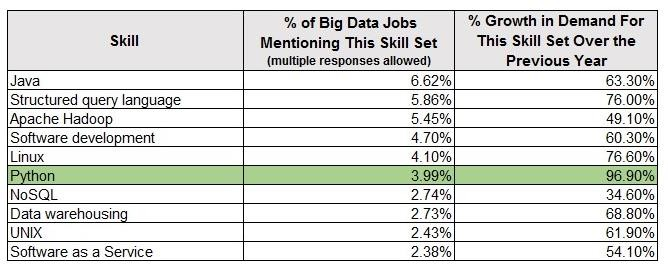 Skill
% of Big Data Jobs
Mentioning This Skill Set
(multiple responses allowed)
% Growth in Demand For
This Skill Set Over the
Previous Year
Java 6.62% 63.30%
Structured query language 5.86% 76.00%
Apache Hadoop 5.45% 49.10%
Software development 4.70% 60.30%
Linux 4.10% 76.60%
Python 3.99% 96.90%
NoSQL 2.74% 34.60%
Data warehousing 2.73% 68.80%
UNIX 2.43% 61.90%
Software as a Service 2.38% 54.10%